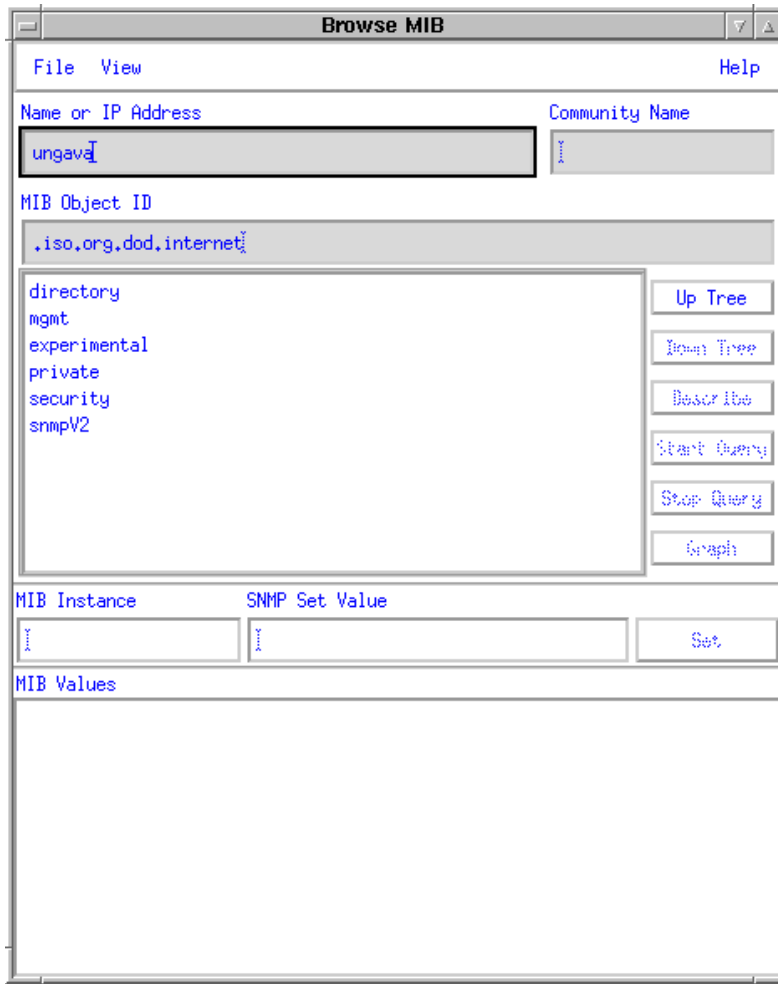 Browse MIB
File View Help
Name or IP Address Community Name
ungava
MIB Object ID
.iso.org.dod.internet
directory
mgmt
experimental
private
security
snmpV2
Up Tree
Down Tree
Describe
Start Query
Stop Query
Graph
MIB Instance SNMP Set Value
Set
MIB Values